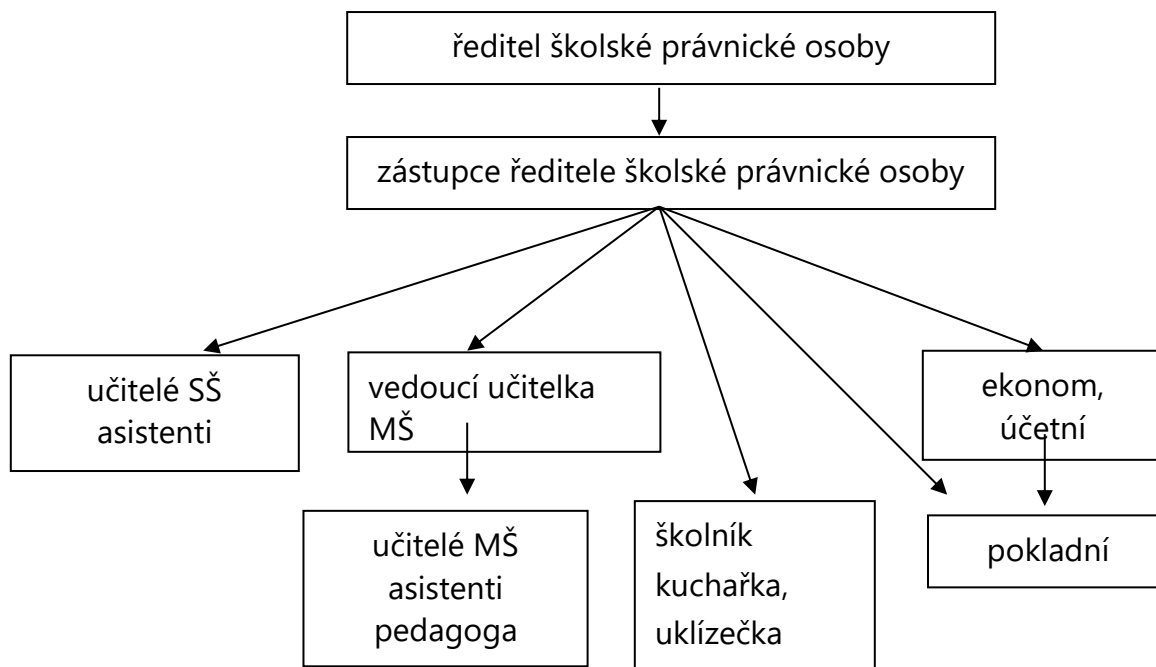 ředitel školské právnické osoby
zástupce ředitele školské právnické osoby
učitelé SŠ
asistenti
vedoucí učitelka
MŠ
ekonom,
účetní
učitelé MŠ
asistenti
pedagoga
školník
kuchařka,
uklízečka
pokladní